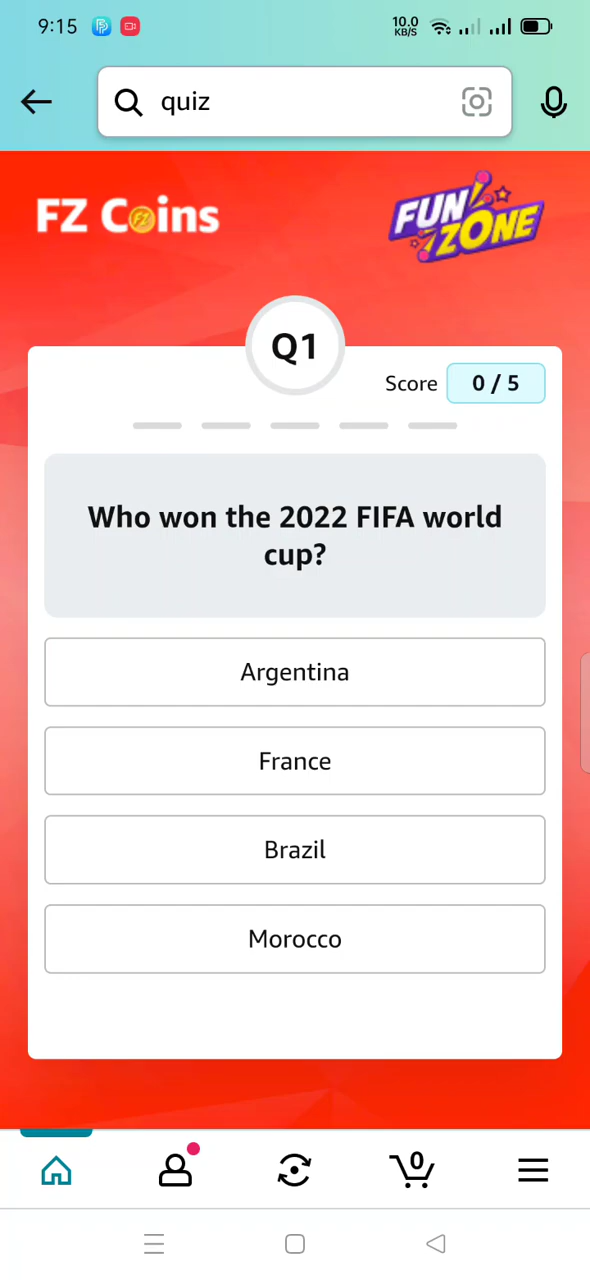 9:15
10.0
KB/S
quiz
FZ Coins
FUN
ZONE
Q1
Score 0 / 5
Who won the 2022 FIFA world
cup?
Argentina
France
Brazil
Morocco
0